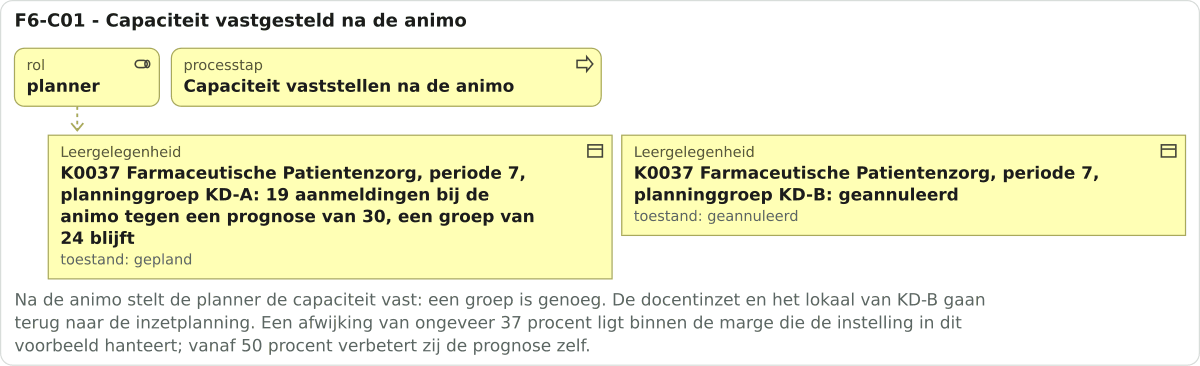 F6-C01 - Capaciteit vastgesteld na de animo
rol
planner
processtap
Capaciteit vaststellen na de animo
Leergelegenheid
K0037 Farmaceutische Patientenzorg, periode 7,
planninggroep KD-A: 19 aanmeldingen bij de
animo tegen een prognose van 30, een groep van
24 blijft
toestand: gepland
Leergelegenheid
K0037 Farmaceutische Patientenzorg, periode 7,
planninggroep KD-B: geannuleerd
toestand: geannuleerd
Na de animo stelt de planner de capaciteit vast: een groep is genoeg. De docentinzet en het lokaal van KD-B gaan
terug naar de inzetplanning. Een afwijking van ongeveer 37 procent ligt binnen de marge die de instelling in dit
voorbeeld hanteert; vanaf 50 procent verbetert zij de prognose zelf.